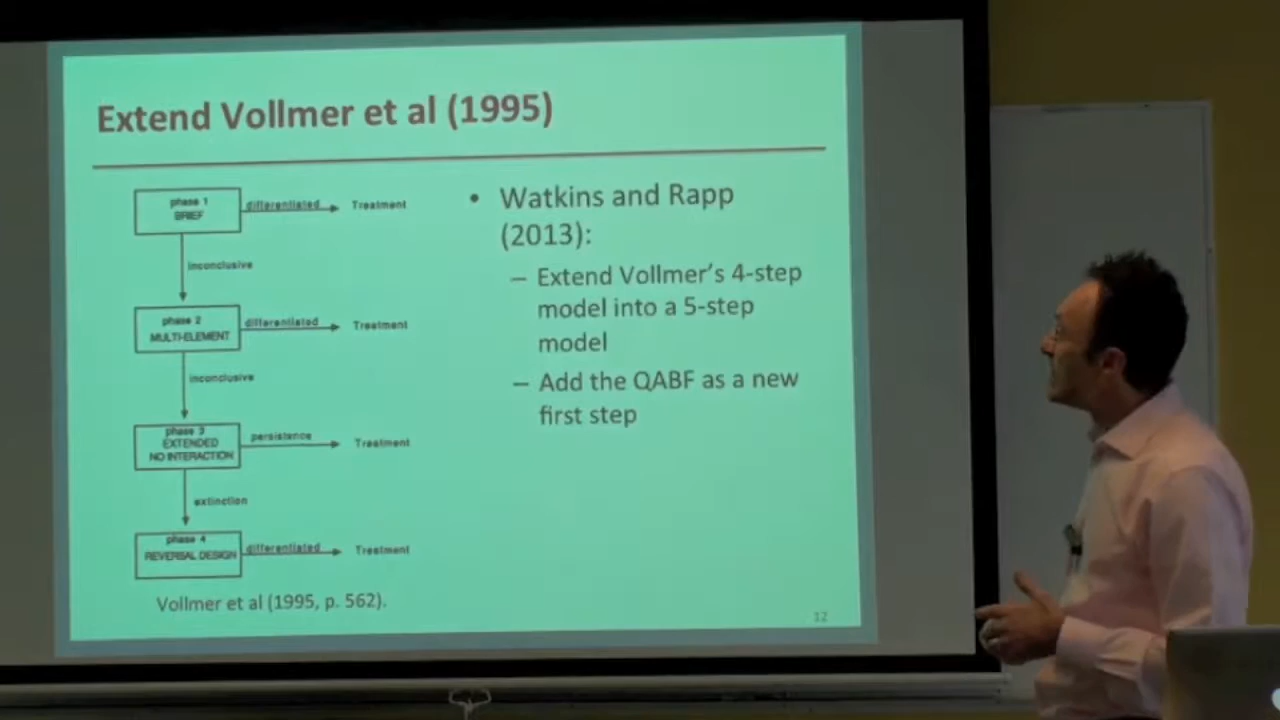 Extend Vollmer et al (1995)
phase 1
BRIEF
differentiated
Treatment
inconclusive
phase 2
MULTI-ELEMENT
differentiated
Treatment
inconclusive
phase 3
EXTENDED
NO INTERACTION
persistence
Treatment
extinction
phase 4
REVERSAL DESIGN
differentiated
Treatment
Vollmer et al (1995, p. 562).
• Watkins and Rapp
(2013):
– Extend Vollmer's 4-step
model into a 5-step
model
– Add the QABF as a new
first step
12